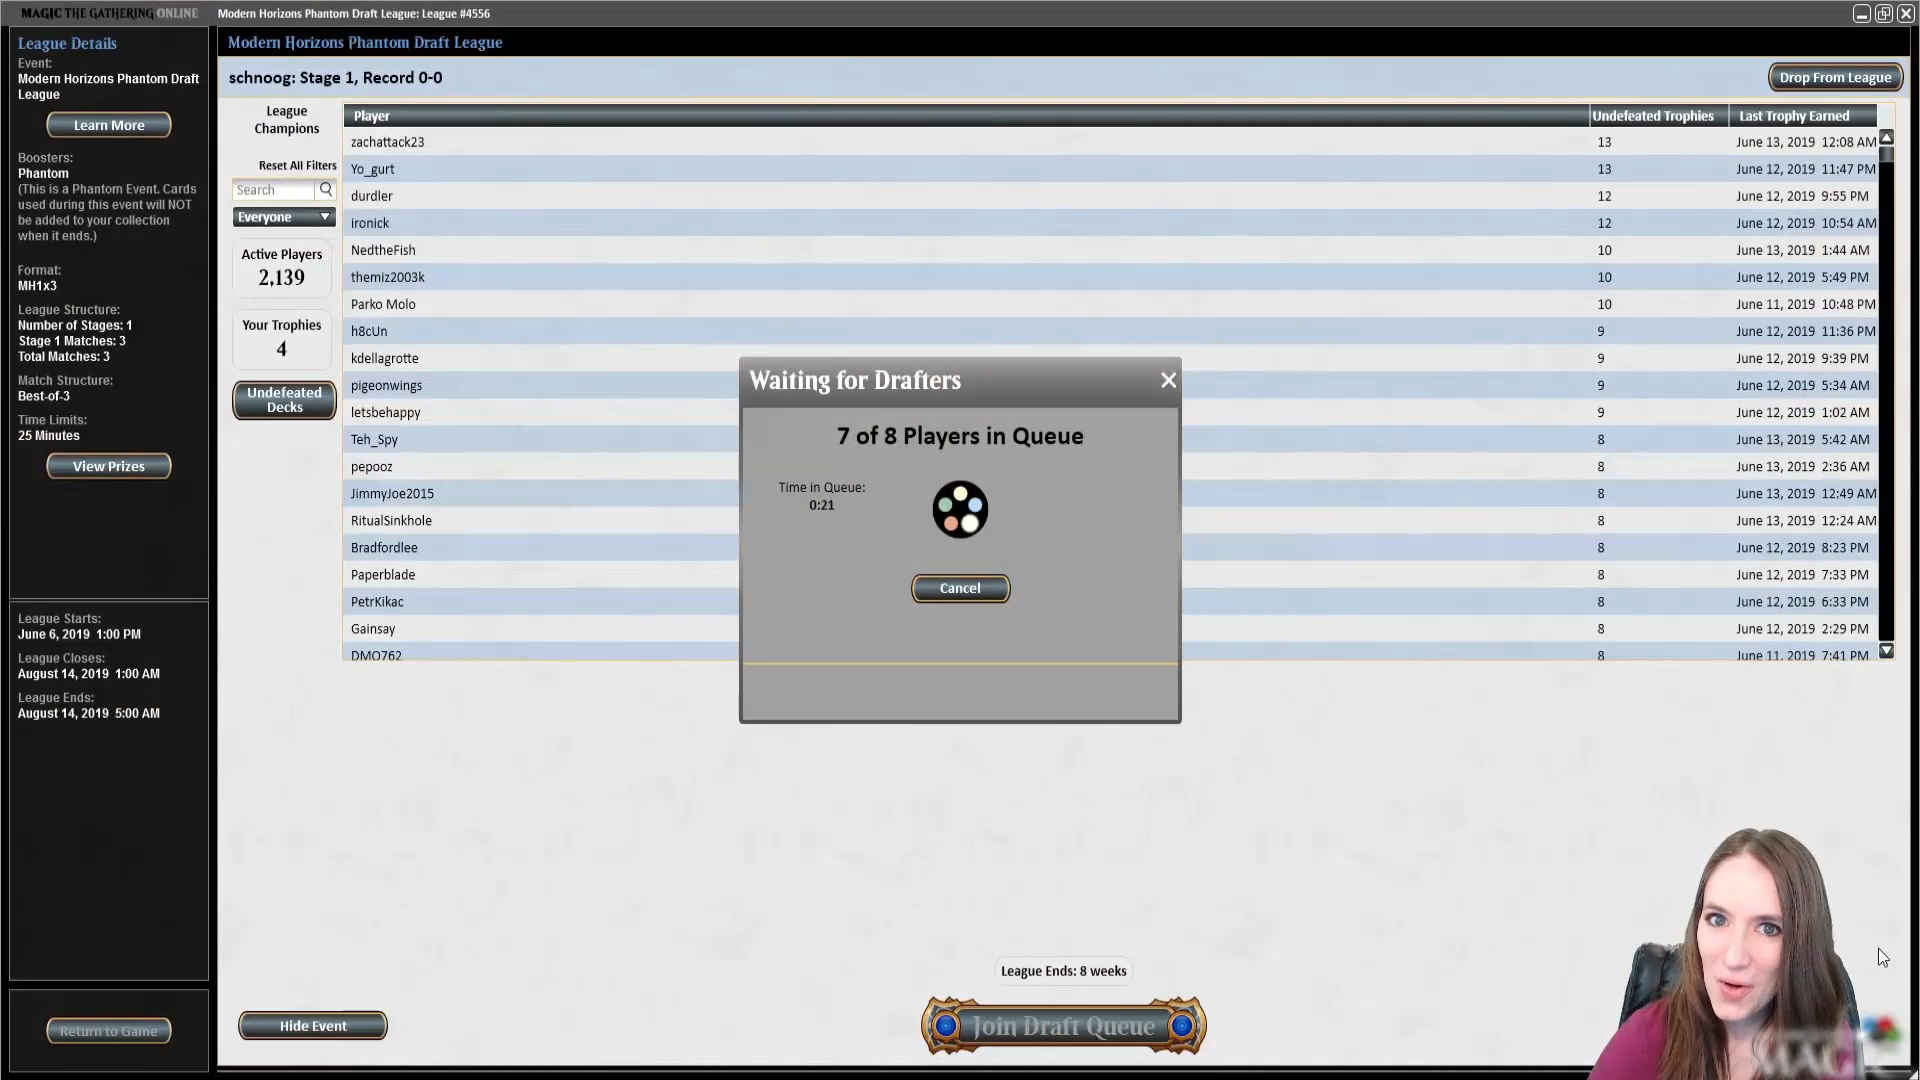 MAGIC THE GATHERING ONLINE
Modern Horizons Phantom Draft League: League #4556
League Details
Event:
Modern Horizons Phantom Draft
League
Learn More
Boosters:
Phantom
(This is a Phantom Event. Cards
used during this event will NOT
be added to your collection
when it ends.)
Format:
MH1x3
League Structure:
Number of Stages: 1
Stage 1 Matches: 3
Total Matches: 3
Match Structure:
Best-of-3
Time Limits:
25 Minutes
View Prizes
League Starts:
June 6, 2019 1:00 PM
League Closes:
August 14, 2019 1:00 AM
League Ends:
August 14, 2019 5:00 AM
Return to Game
Modern Horizons Phantom Draft League
schnoog: Stage 1, Record 0-0
Drop From League
League
Champions
Reset All Filters
Search
Everyone
Active Players
2,139
Your Trophies
4
Undefeated
Decks
Player Undefeated Trophies Last Trophy Earned
zachattack23 13 June 13, 2019 12:08 AM
Yo_gurt 13 June 12, 2019 11:47 PM
durdler 12 June 12, 2019 9:55 PM
ironick 12 June 12, 2019 10:54 AM
NedtheFish 10 June 13, 2019 1:44 AM
themiz2003k 10 June 12, 2019 5:49 PM
Parko Molo 10 June 11, 2019 10:48 PM
h8cUn 9 June 12, 2019 11:36 PM
kdellagrotte 9 June 12, 2019 9:39 PM
pigeonwings 9 June 12, 2019 5:34 AM
letsbehappy 9 June 12, 2019 1:02 AM
Teh_Spy 8 June 13, 2019 5:42 AM
pepooz 8 June 13, 2019 2:36 AM
JimmyJoe2015 8 June 13, 2019 12:49 AM
RitualSinkhole 8 June 13, 2019 12:24 AM
Bradfordlee 8 June 12, 2019 8:23 PM
Paperblade 8 June 12, 2019 7:33 PM
PetrKikac 8 June 12, 2019 6:33 PM
Gainsay 8 June 12, 2019 2:29 PM
DMO762 8 June 11, 2019 7:41 PM
Waiting for Drafters
7 of 8 Players in Queue
Time in Queue:
0:21
Cancel
League Ends: 8 weeks
Hide Event
Join Draft Queue